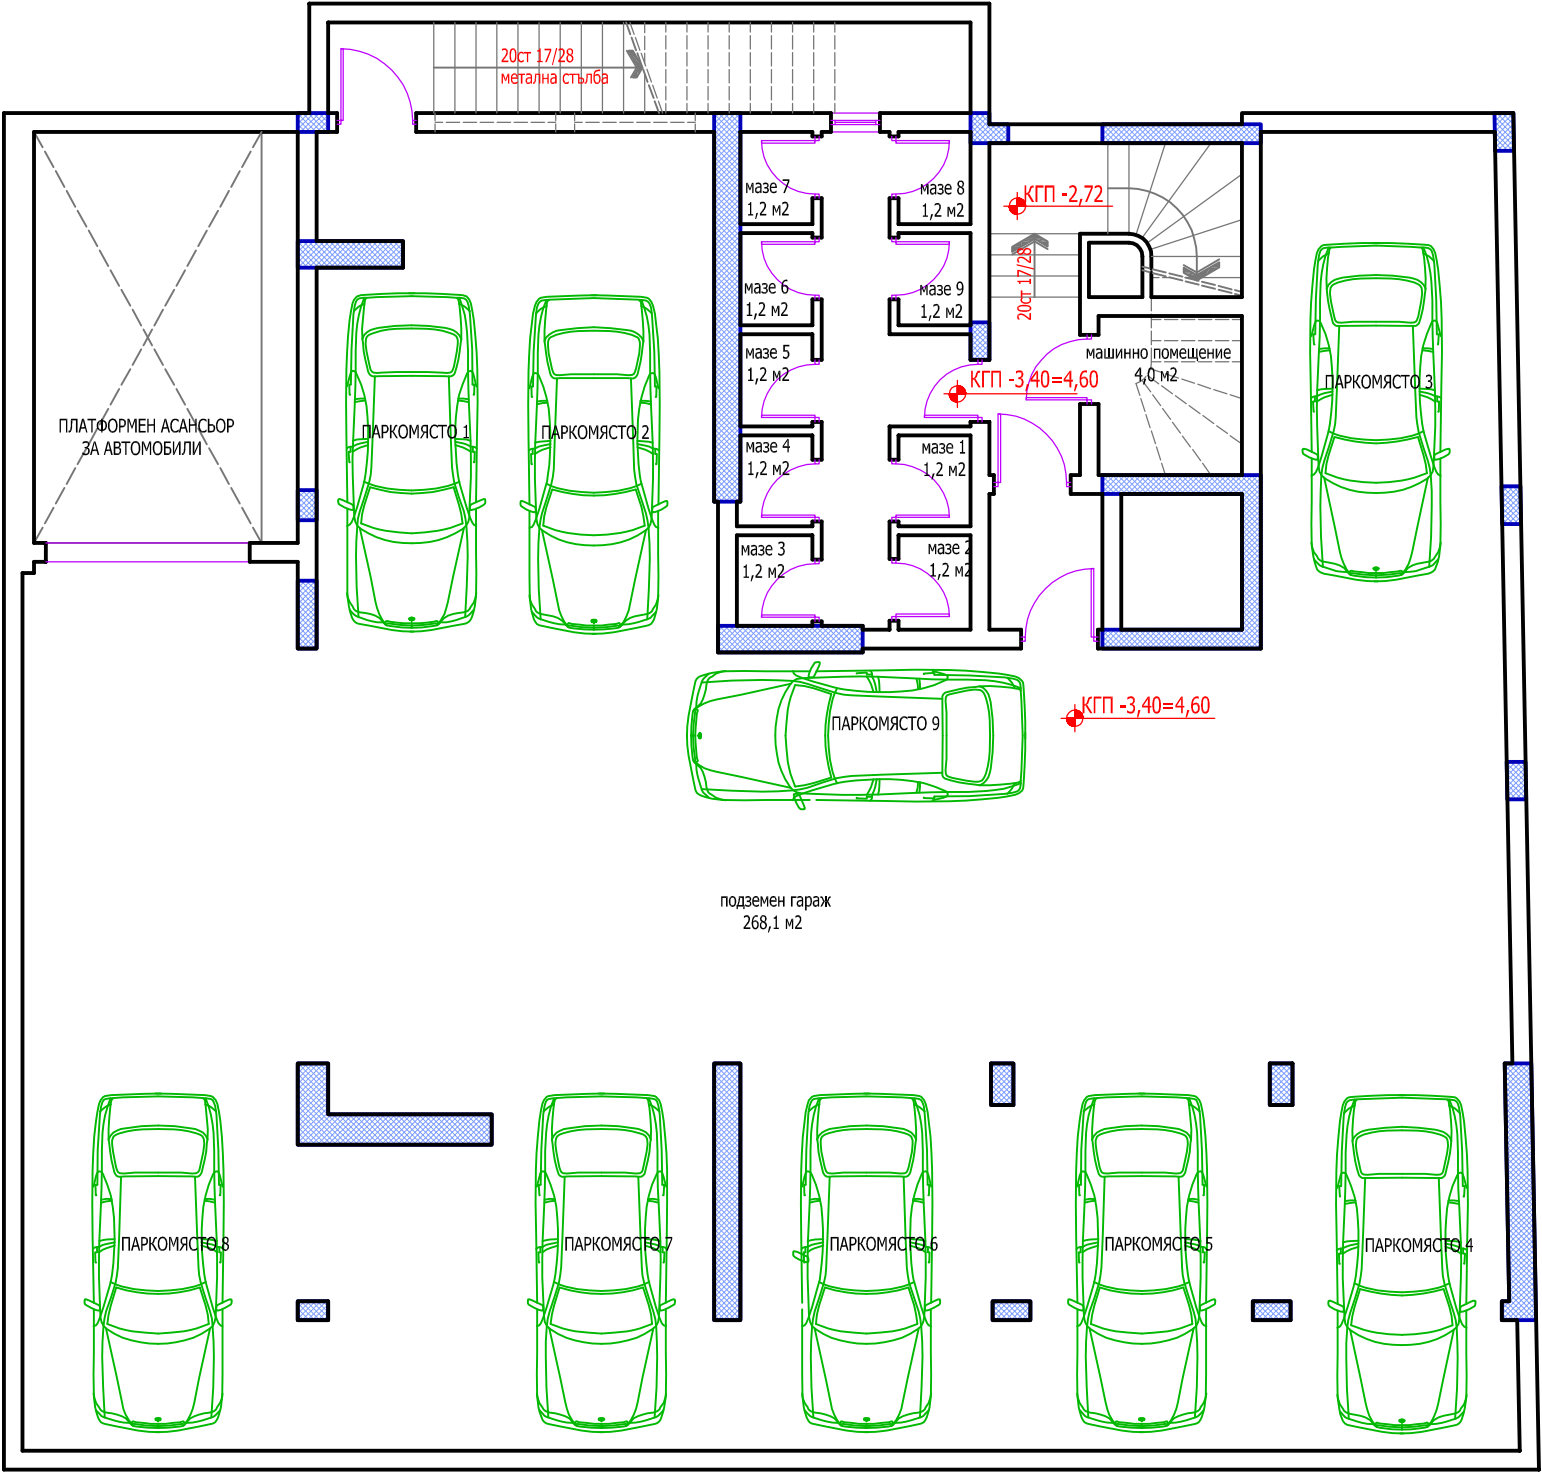 20ст 17/28
метална стълба
мазе 7
1,2 м2
мазе 8
1,2 м2
КГП -2,72
20ст 17/28
мазе 6
1,2 м2
мазе 9
1,2 м2
мазе 5
1,2 м2
машинно помещение
4,0 м2
КГП -3,40=4,60
ПАРКОМЯСТО 3
ПЛАТФОРМЕН АСАНСЬОР
ЗА АВТОМОБИЛИ
ПАРКОМЯСТО 1
ПАРКОМЯСТО 2
мазе 4
1,2 м2
мазе 1
1,2 м2
мазе 3
1,2 м2
мазе 2
1,2 м2
КГП -3,40=4,60
ПАРКОМЯСТО 9
подземен гараж
268,1 м2
ПАРКОМЯСТО 8
ПАРКОМЯСТО 7
ПАРКОМЯСТО 6
ПАРКОМЯСТО 5
ПАРКОМЯСТО 4